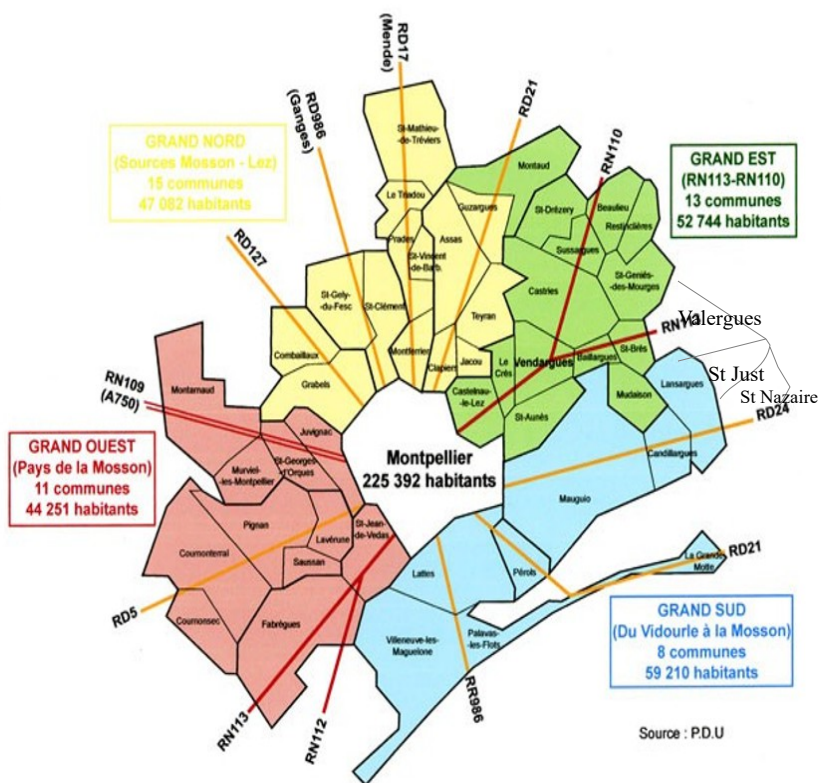 RD17
(Mende)
RD986
(Ganges)
RD21
RN110
GRAND NORD
(Sources Mosson - Lez)
15 communes
47 082 habitants
GRAND EST
(RN113-RN110)
13 communes
52 744 habitants
St-Mathieu-
-de-Tréviers
Montaud
Le Triadou
Guzargues
St-Drézery
Beaulieu
Restinclières
Prades
Assas
Sussargues
RD127
St-Vincent
-de-Barb.
St-Geniés-
-des-Mourges
St-Gely-
-du-Fesc
St-Clément
Castries
Teyran
Valergues
RN113
Combaillaux
Montferrier
Clapiers
Jacou
Le
Crès
Vendargues
Baillargues
St-Brès
RN109
(A750)
Montarnaud
Grabels
Castelnau-
le-Lez
Mudaison
Lansargues
St Just
St Nazaire
St-Aunés
RD24
Juvignac
GRAND OUEST
(Pays de la Mosson)
11 communes
44 251 habitants
St-Georges-
-d'Orques
Murviel-
-les-Montpellier
Montpellier
225 392 habitants
Candillargues
Mauguio
Pignan
St-Jean-
de-Vedas
Lavérune
Cournonterral
Saussan
Lattes
Pérols
La Grande
Motte
RD21
RD5
Cournonsec
Fabrègues
Villeneuve-les-
Maguelone
Palavas-
-les-Flots
GRAND SUD
(Du Vidourle à la Mosson)
8 communes
59 210 habitants
RR986
RN113
RN112
Source : P.D.U